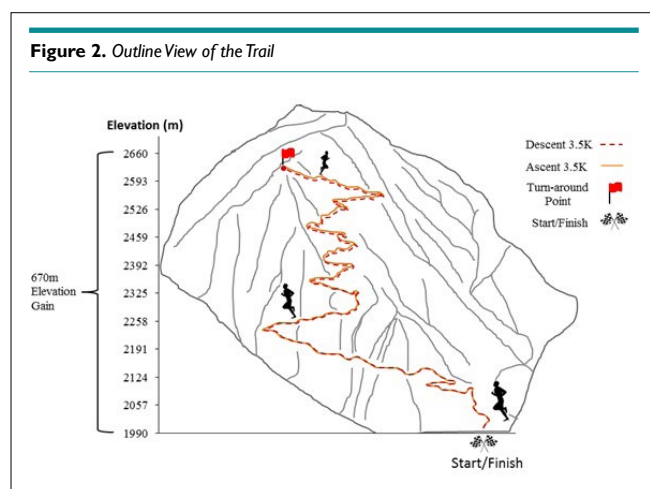 Figure 2. Outline View of the Trail
Elevation (m)
2660
2593
2526
2459
2392
2325
2258
2191
2124
2057
1990
670m
Elevation
Gain
Descent 3.5K
Ascent 3.5K
Turn-around
Point
Start/Finish
Start/Finish